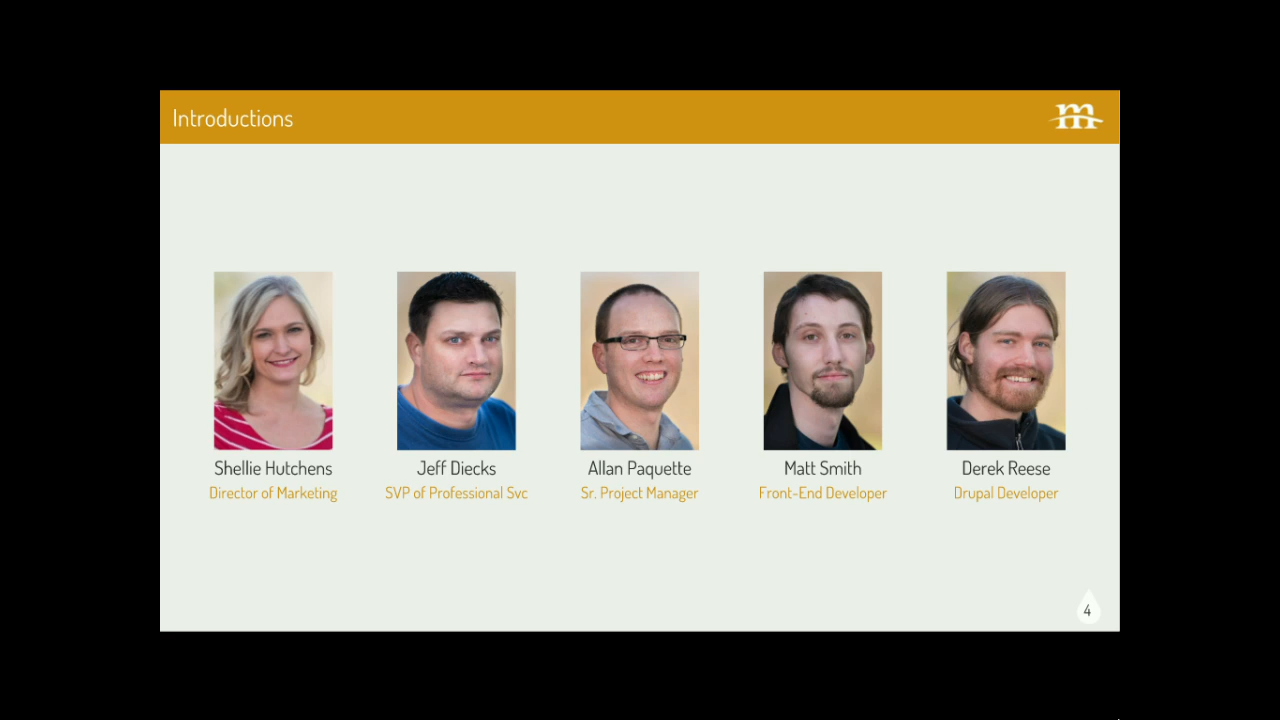 Introductions
m
Shellie Hutchens
Director of Marketing
Jeff Diecks
SVP of Professional Svc
Allan Paquette
Sr. Project Manager
Matt Smith
Front-End Developer
Derek Reese
Drupal Developer
4